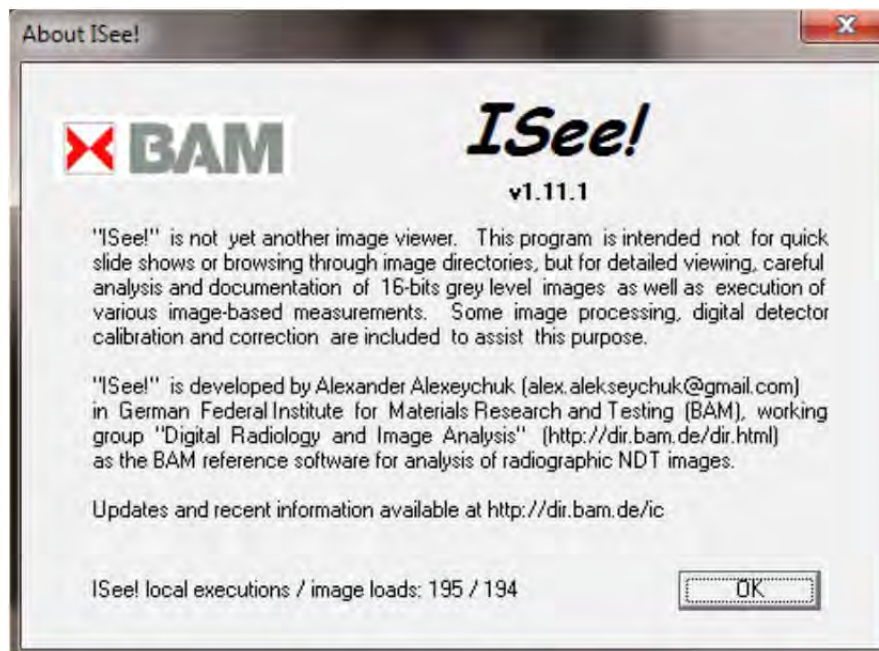 About ISee!
BAM
ISee!
v1.11.1
"ISee!" is not yet another image viewer. This program is intended not for quick
slide shows or browsing through image directories, but for detailed viewing, careful
analysis and documentation of 16-bits grey level images as well as execution of
various image-based measurements. Some image processing, digital detector
calibration and correction are included to assist this purpose.
"ISee!" is developed by Alexander Alexeychuk (alex.alekseychuk@gmail.com)
in German Federal Institute for Materials Research and Testing (BAM), working
group "Digital Radiology and Image Analysis" (http://dir.bam.de/dir.html)
as the BAM reference software for analysis of radiographic NDT images.
Updates and recent information available at http://dir.bam.de/ic
ISee! local executions / image loads: 195 / 194
OK